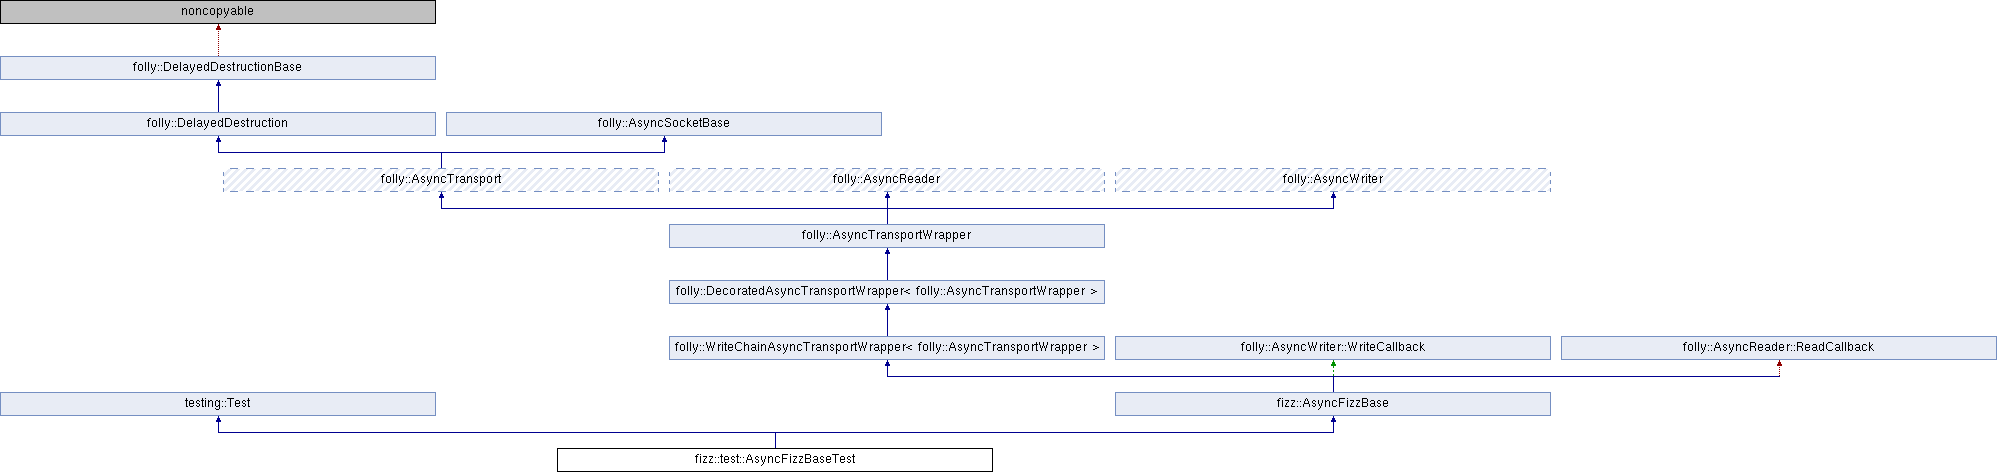 noncopyable
folly::DelayedDestructionBase
folly::DelayedDestruction
folly::AsyncSocketBase
folly::AsyncTransport
folly::AsyncReader
folly::AsyncWriter
folly::AsyncTransportWrapper
folly::DecoratedAsyncTransportWrapper< folly::AsyncTransportWrapper >
folly::WriteChainAsyncTransportWrapper< folly::AsyncTransportWrapper >
folly::AsyncWriter::WriteCallback
folly::AsyncReader::ReadCallback
testing::Test
fizz::AsyncFizzBase
fizz::test::AsyncFizzBaseTest